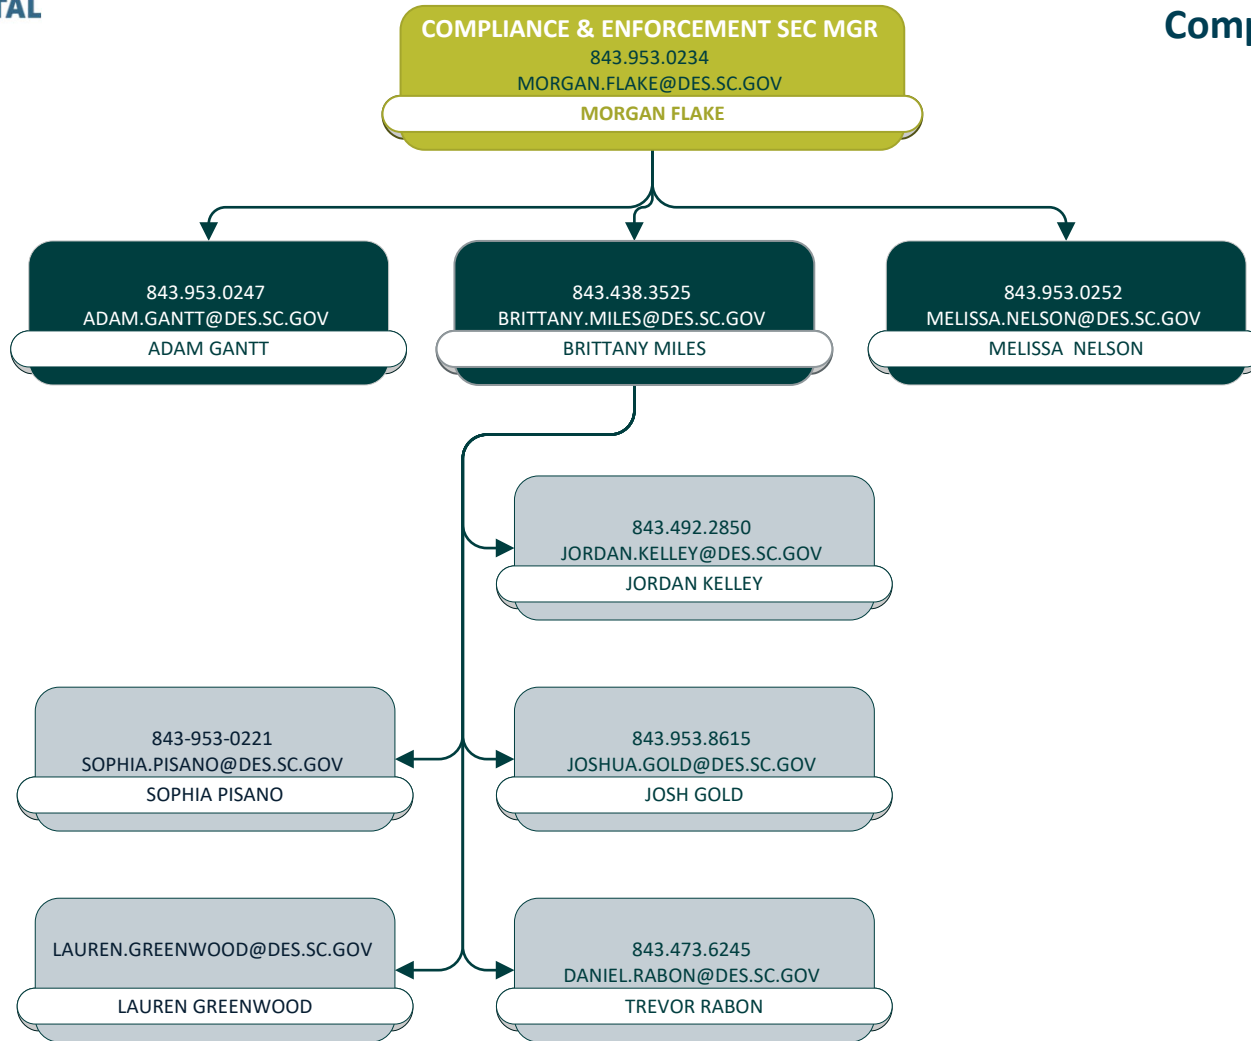 COMPLIANCE & ENFORCEMENT SEC MGR
843.953.0234
MORGAN.FLAKE@DES.SC.GOV
MORGAN FLAKE
843.953.0247
ADAM.GANTT@DES.SC.GOV
ADAM GANTT
843.438.3525
BRITTANY.MILES@DES.SC.GOV
BRITTANY MILES
843.953.0252
MELISSA.NELSON@DES.SC.GOV
MELISSA  NELSON
843.492.2850
JORDAN.KELLEY@DES.SC.GOV
JORDAN KELLEY
843-953-0221
SOPHIA.PISANO@DES.SC.GOV
SOPHIA PISANO
843.953.8615
JOSHUA.GOLD@DES.SC.GOV
JOSH GOLD
LAUREN.GREENWOOD@DES.SC.GOV
LAUREN GREENWOOD
843.473.6245
DANIEL.RABON@DES.SC.GOV
TREVOR RABON